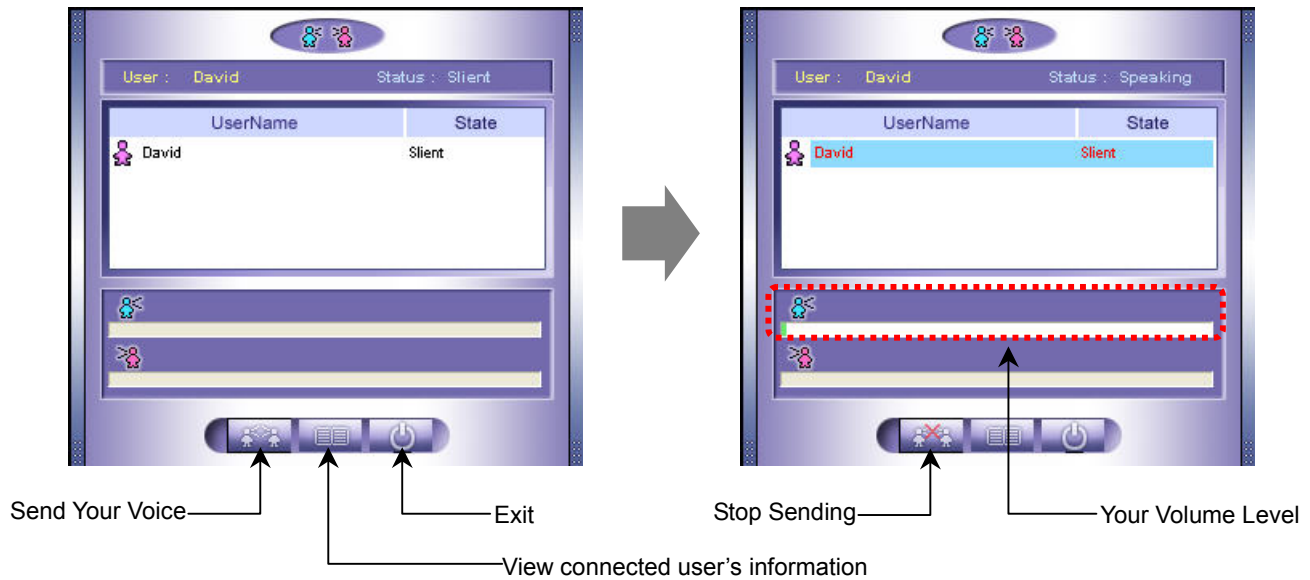 User : David Status : Slient
UserName State
David Slient
User : David Status : Speaking
UserName State
David Slient
Send Your Voice
Exit
View connected user's information
Stop Sending
Your Volume Level